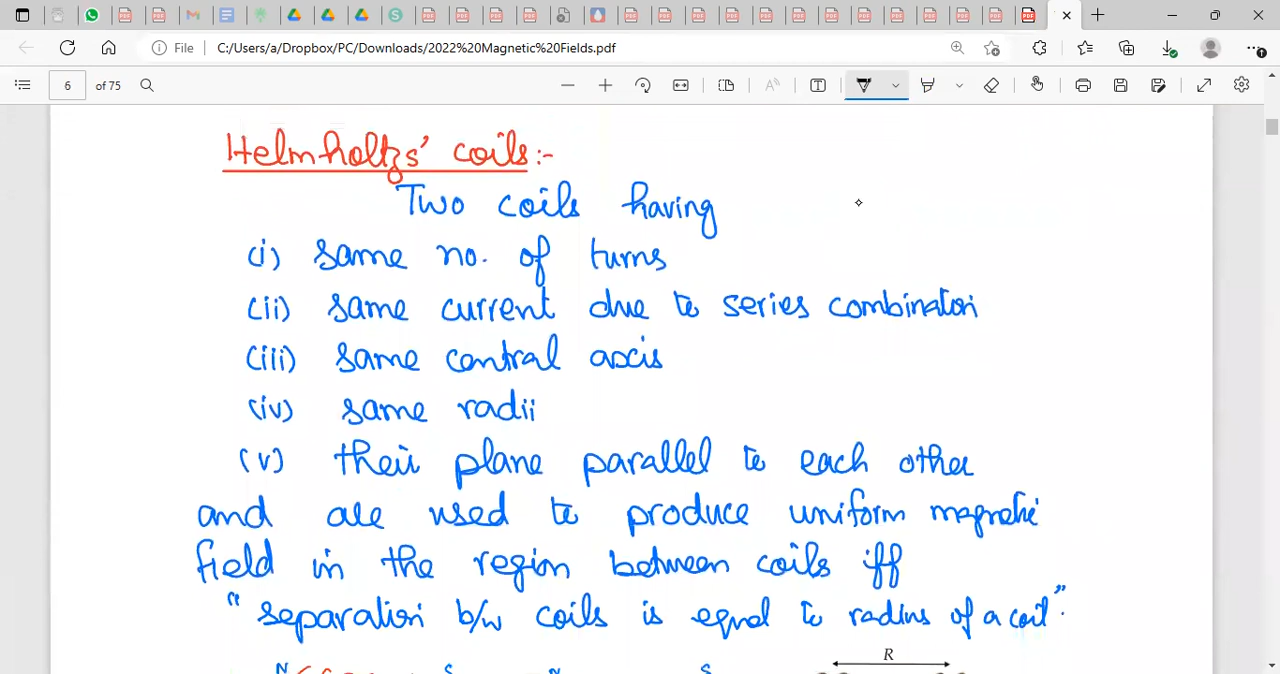 File C:/Users/a/Dropbox/PC/Downloads/2022%20Magnetic%20Fields.pdf
6 of 75
Helmholtzs' coils:-
Two coils having
(i) same no. of turns
(ii) same current due to series combination
(iii) same central axis
(iv) same radii
(v) their plane parallel to each other
and are used to produce uniform magnetic
field in the region between coils iff
"separation b/w coils is equal to radius of a coil".
N S S R